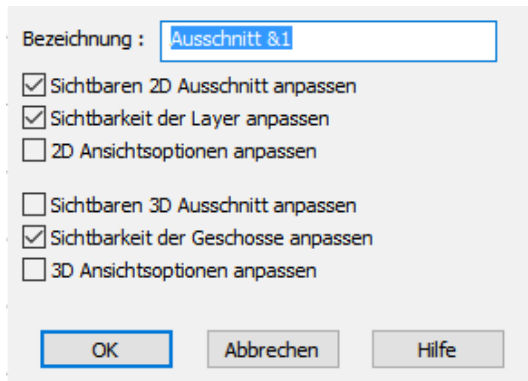 Bezeichnung : Ausschnitt &1
Sichtbaren 2D Ausschnitt anpassen
Sichtbarkeit der Layer anpassen
2D Ansichtsoptionen anpassen
Sichtbaren 3D Ausschnitt anpassen
Sichtbarkeit der Geschosse anpassen
3D Ansichtsoptionen anpassen
OK Abbrechen Hilfe